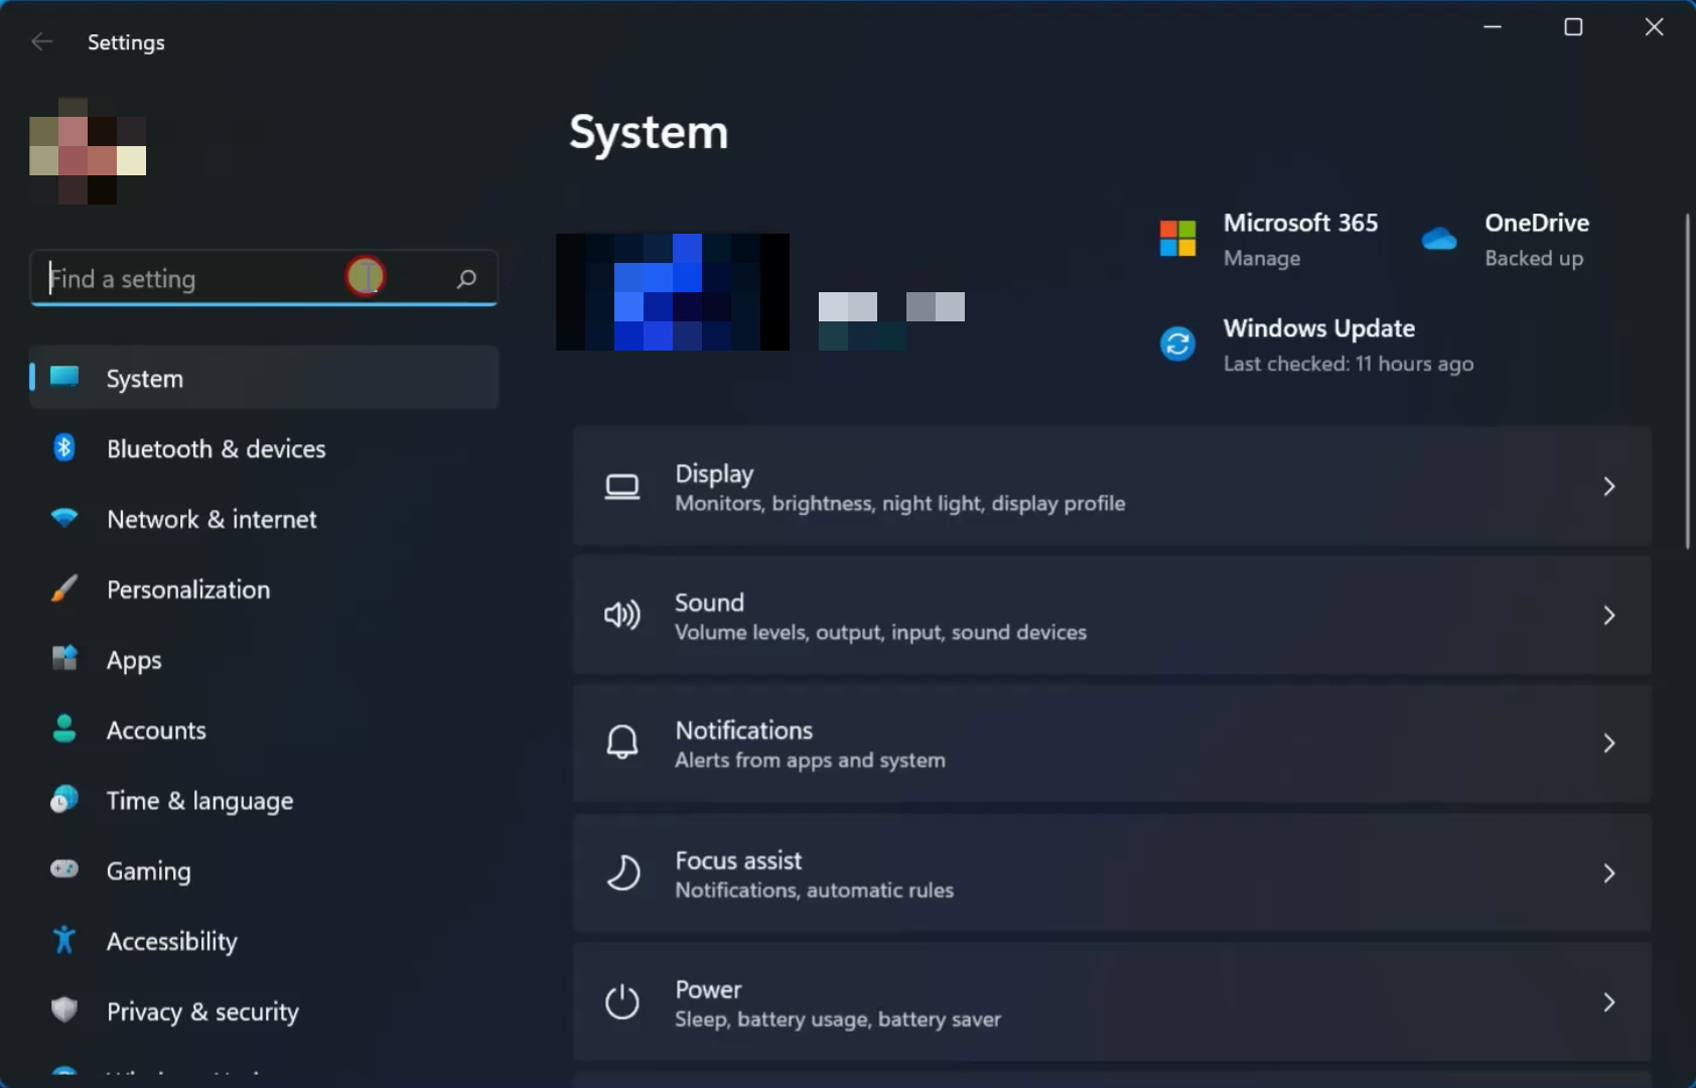 Settings
Find a setting
System
Bluetooth & devices
Network & internet
Personalization
Apps
Accounts
Time & language
Gaming
Accessibility
Privacy & security
System
Microsoft 365
Manage
OneDrive
Backed up
Windows Update
Last checked: 11 hours ago
Display
Monitors, brightness, night light, display profile
Sound
Volume levels, output, input, sound devices
Notifications
Alerts from apps and system
Focus assist
Notifications, automatic rules
Power
Sleep, battery usage, battery saver